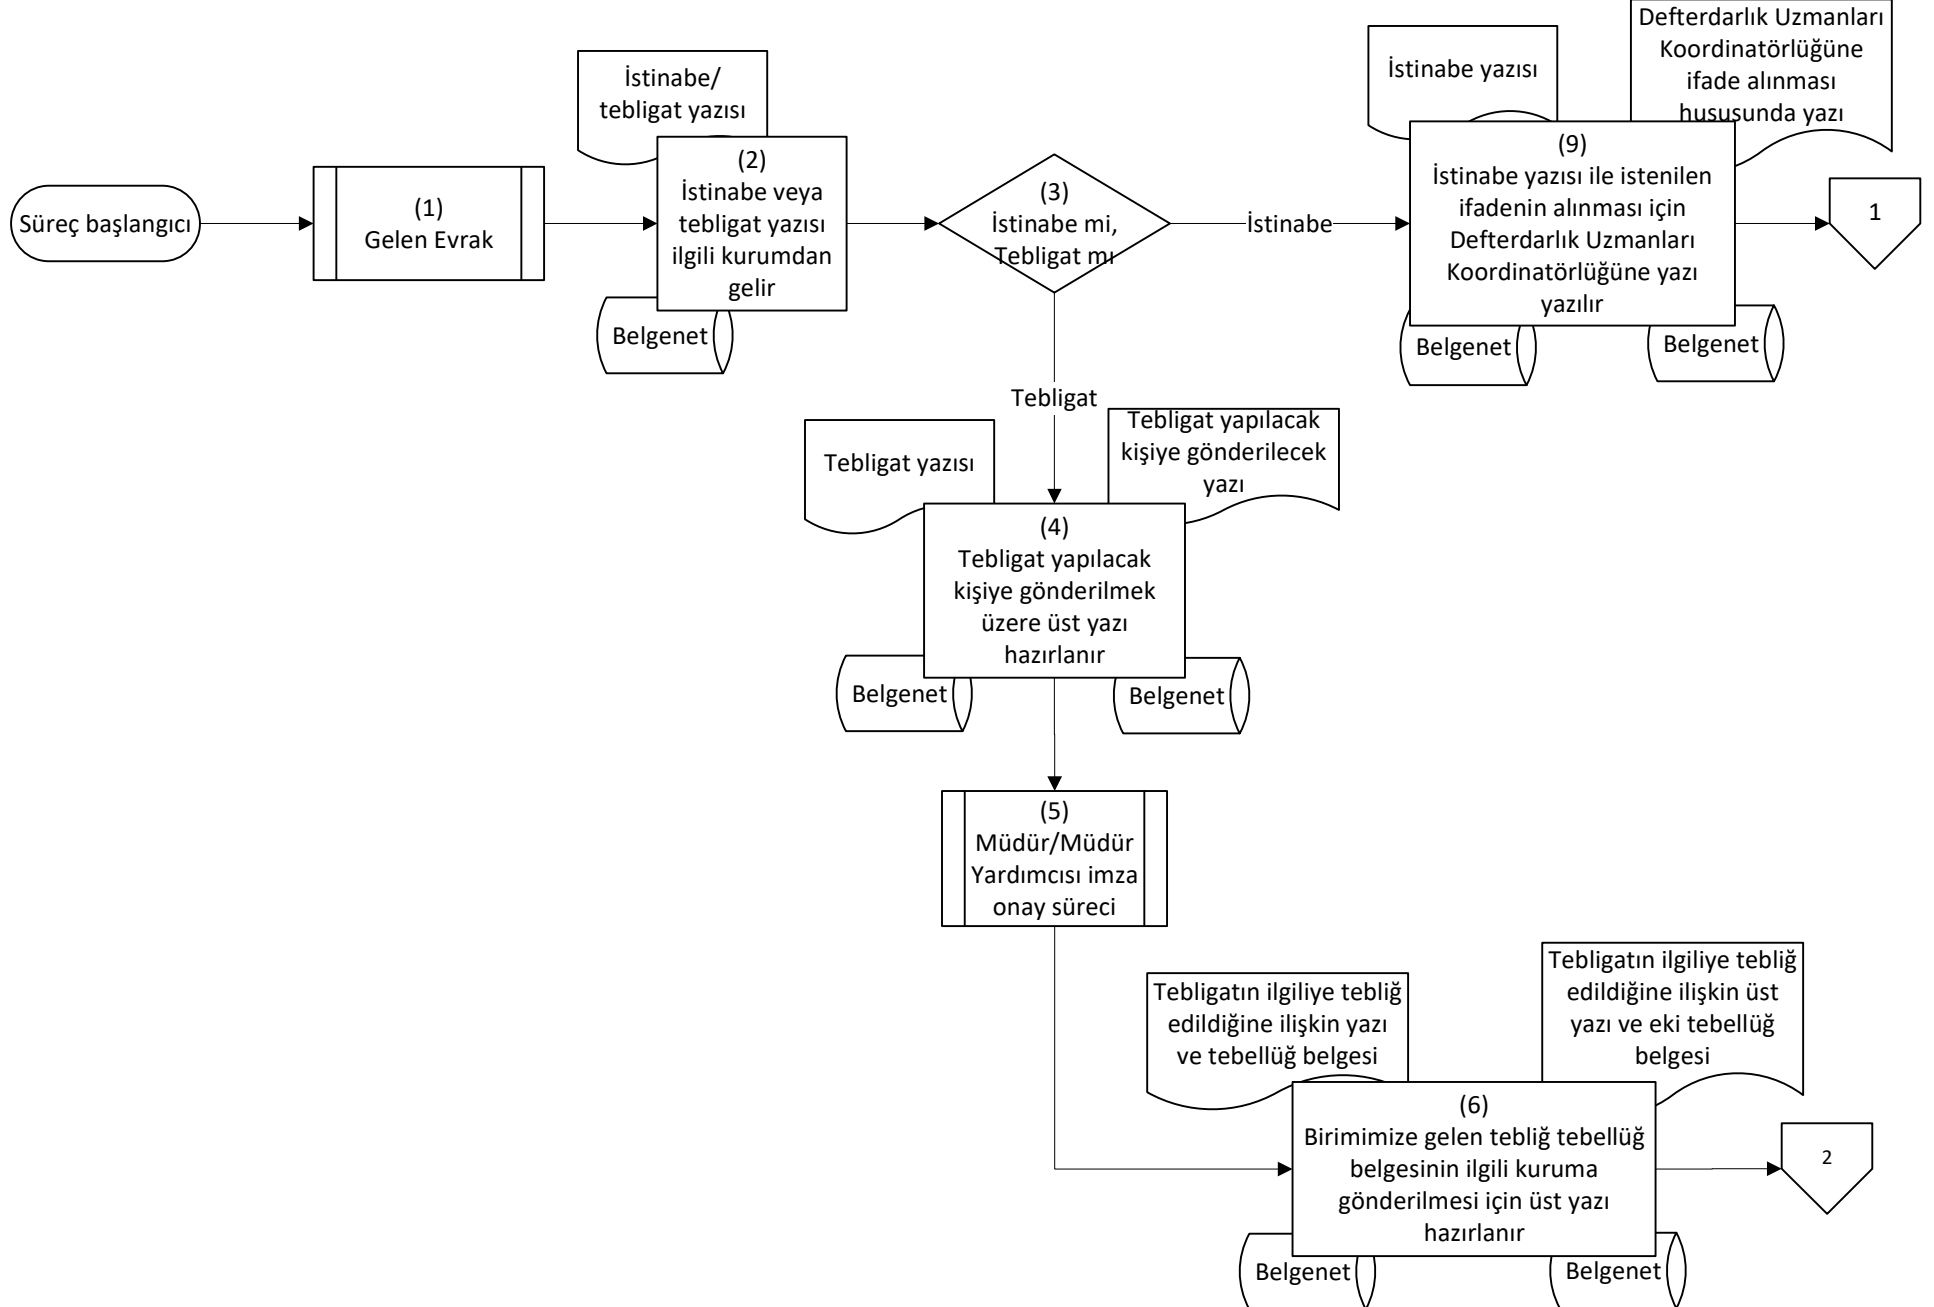 Süreç başlangıcı
(1)
Gelen Evrak
İstinabe/
tebligat yazısı
(2)
İstinabe veya
tebligat yazısı
ilgili kurumdan
gelir
Belgenet
(3)
İstinabe mi,
Tebligat mı
İstinabe
İstinabe yazısı
Defterdarlık Uzmanları
Koordinatörlüğüne
ifade alınması
hususunda yazı
(9)
İstinabe yazısı ile istenilen
ifadenin alınması için
Defterdarlık Uzmanları
Koordinatörlüğüne yazı
yazılır
Belgenet
Belgenet
1
Tebligat
Tebligat yazısı
Tebligat yapılacak
kişiye gönderilecek
yazı
(4)
Tebligat yapılacak
kişiye gönderilmek
üzere üst yazı
hazırlanır
Belgenet
Belgenet
(5)
Müdür/Müdür
Yardımcısı imza
onay süreci
Tebligatın ilgiliye tebliğ
edildiğine ilişkin yazı
ve tebellüğ belgesi
Tebligatın ilgiliye tebliğ
edildiğine ilişkin üst
yazı ve eki tebellüğ
belgesi
(6)
Birimimize gelen tebliğ tebellüğ
belgesinin ilgili kuruma
gönderilmesi için üst yazı
hazırlanır
Belgenet
Belgenet
2